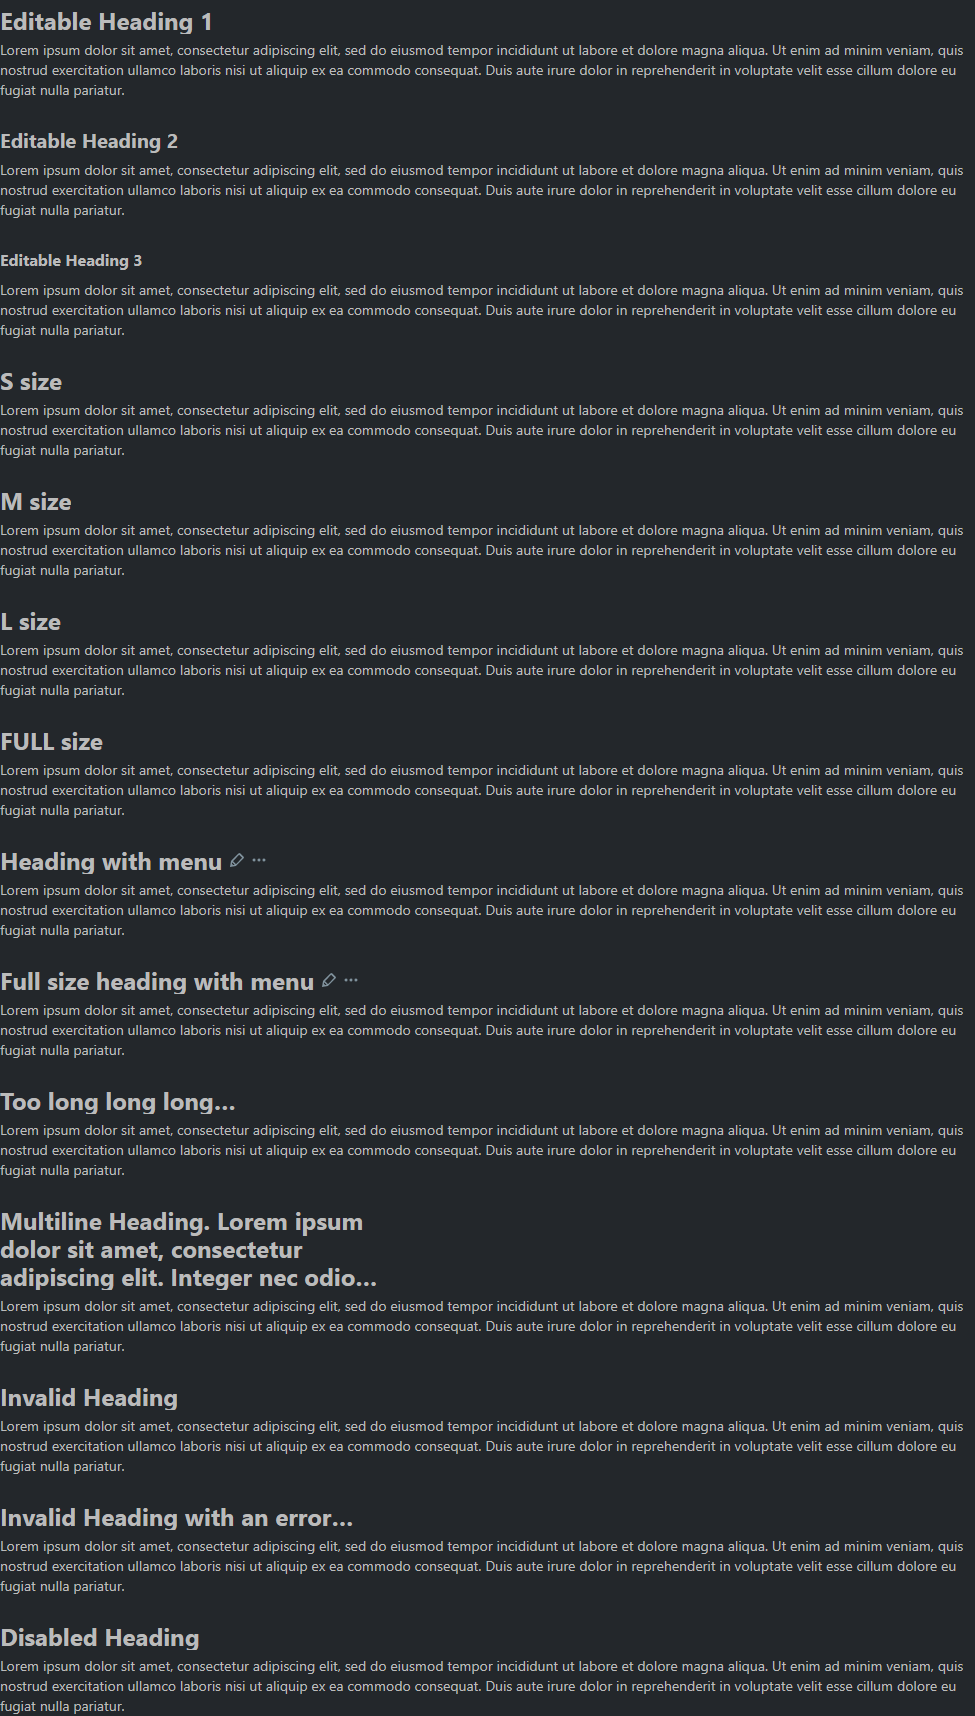 Editable Heading 1
Lorem ipsum dolor sit amet, consectetur adipiscing elit, sed do eiusmod tempor incididunt ut labore et dolore magna aliqua. Ut enim ad minim veniam, quis
nostrud exercitation ullamco laboris nisi ut aliquip ex ea commodo consequat. Duis aute irure dolor in reprehenderit in voluptate velit esse cillum dolore eu
fugiat nulla pariatur.
Editable Heading 2
Lorem ipsum dolor sit amet, consectetur adipiscing elit, sed do eiusmod tempor incididunt ut labore et dolore magna aliqua. Ut enim ad minim veniam, quis
nostrud exercitation ullamco laboris nisi ut aliquip ex ea commodo consequat. Duis aute irure dolor in reprehenderit in voluptate velit esse cillum dolore eu
fugiat nulla pariatur.
Editable Heading 3
Lorem ipsum dolor sit amet, consectetur adipiscing elit, sed do eiusmod tempor incididunt ut labore et dolore magna aliqua. Ut enim ad minim veniam, quis
nostrud exercitation ullamco laboris nisi ut aliquip ex ea commodo consequat. Duis aute irure dolor in reprehenderit in voluptate velit esse cillum dolore eu
fugiat nulla pariatur.
S size
Lorem ipsum dolor sit amet, consectetur adipiscing elit, sed do eiusmod tempor incididunt ut labore et dolore magna aliqua. Ut enim ad minim veniam, quis
nostrud exercitation ullamco laboris nisi ut aliquip ex ea commodo consequat. Duis aute irure dolor in reprehenderit in voluptate velit esse cillum dolore eu
fugiat nulla pariatur.
M size
Lorem ipsum dolor sit amet, consectetur adipiscing elit, sed do eiusmod tempor incididunt ut labore et dolore magna aliqua. Ut enim ad minim veniam, quis
nostrud exercitation ullamco laboris nisi ut aliquip ex ea commodo consequat. Duis aute irure dolor in reprehenderit in voluptate velit esse cillum dolore eu
fugiat nulla pariatur.
L size
Lorem ipsum dolor sit amet, consectetur adipiscing elit, sed do eiusmod tempor incididunt ut labore et dolore magna aliqua. Ut enim ad minim veniam, quis
nostrud exercitation ullamco laboris nisi ut aliquip ex ea commodo consequat. Duis aute irure dolor in reprehenderit in voluptate velit esse cillum dolore eu
fugiat nulla pariatur.
FULL size
Lorem ipsum dolor sit amet, consectetur adipiscing elit, sed do eiusmod tempor incididunt ut labore et dolore magna aliqua. Ut enim ad minim veniam, quis
nostrud exercitation ullamco laboris nisi ut aliquip ex ea commodo consequat. Duis aute irure dolor in reprehenderit in voluptate velit esse cillum dolore eu
fugiat nulla pariatur.
Heading with menu
Lorem ipsum dolor sit amet, consectetur adipiscing elit, sed do eiusmod tempor incididunt ut labore et dolore magna aliqua. Ut enim ad minim veniam, quis
nostrud exercitation ullamco laboris nisi ut aliquip ex ea commodo consequat. Duis aute irure dolor in reprehenderit in voluptate velit esse cillum dolore eu
fugiat nulla pariatur.
Full size heading with menu
Lorem ipsum dolor sit amet, consectetur adipiscing elit, sed do eiusmod tempor incididunt ut labore et dolore magna aliqua. Ut enim ad minim veniam, quis
nostrud exercitation ullamco laboris nisi ut aliquip ex ea commodo consequat. Duis aute irure dolor in reprehenderit in voluptate velit esse cillum dolore eu
fugiat nulla pariatur.
Too long long long...
Lorem ipsum dolor sit amet, consectetur adipiscing elit, sed do eiusmod tempor incididunt ut labore et dolore magna aliqua. Ut enim ad minim veniam, quis
nostrud exercitation ullamco laboris nisi ut aliquip ex ea commodo consequat. Duis aute irure dolor in reprehenderit in voluptate velit esse cillum dolore eu
fugiat nulla pariatur.
Multiline Heading. Lorem ipsum
dolor sit amet, consectetur
adipiscing elit. Integer nec odio...
Lorem ipsum dolor sit amet, consectetur adipiscing elit, sed do eiusmod tempor incididunt ut labore et dolore magna aliqua. Ut enim ad minim veniam, quis
nostrud exercitation ullamco laboris nisi ut aliquip ex ea commodo consequat. Duis aute irure dolor in reprehenderit in voluptate velit esse cillum dolore eu
fugiat nulla pariatur.
Invalid Heading
Lorem ipsum dolor sit amet, consectetur adipiscing elit, sed do eiusmod tempor incididunt ut labore et dolore magna aliqua. Ut enim ad minim veniam, quis
nostrud exercitation ullamco laboris nisi ut aliquip ex ea commodo consequat. Duis aute irure dolor in reprehenderit in voluptate velit esse cillum dolore eu
fugiat nulla pariatur.
Invalid Heading with an error...
Lorem ipsum dolor sit amet, consectetur adipiscing elit, sed do eiusmod tempor incididunt ut labore et dolore magna aliqua. Ut enim ad minim veniam, quis
nostrud exercitation ullamco laboris nisi ut aliquip ex ea commodo consequat. Duis aute irure dolor in reprehenderit in voluptate velit esse cillum dolore eu
fugiat nulla pariatur.
Disabled Heading
Lorem ipsum dolor sit amet, consectetur adipiscing elit, sed do eiusmod tempor incididunt ut labore et dolore magna aliqua. Ut enim ad minim veniam, quis
nostrud exercitation ullamco laboris nisi ut aliquip ex ea commodo consequat. Duis aute irure dolor in reprehenderit in voluptate velit esse cillum dolore eu
fugiat nulla pariatur.